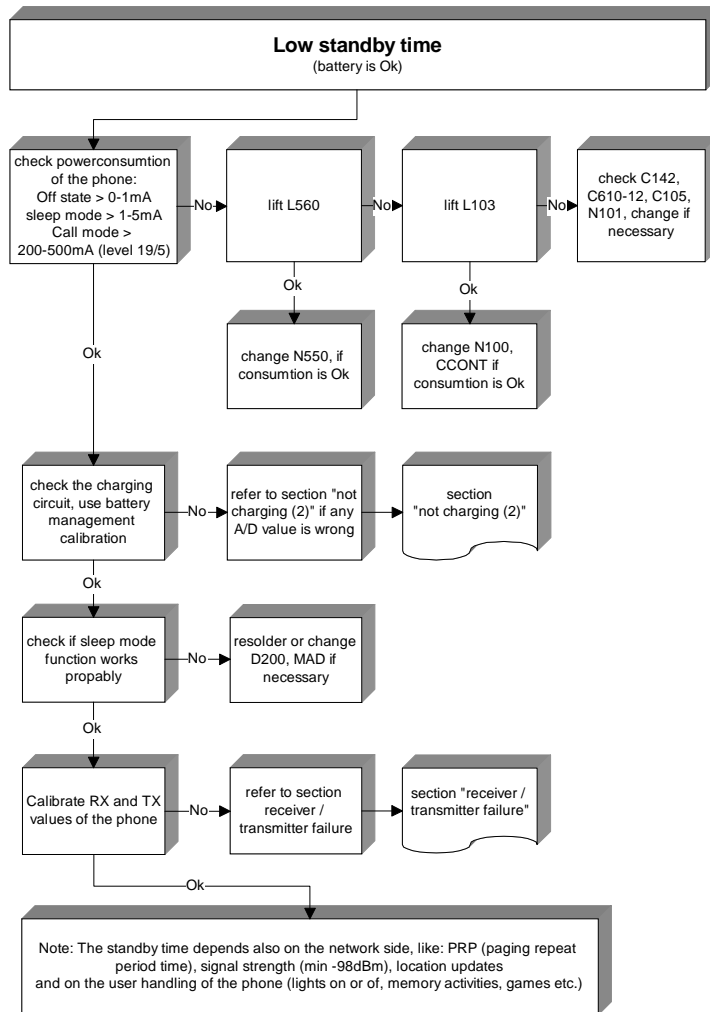 Low standby time
(battery is Ok)
check powerconsumtion
of the phone:
Off state > 0-1mA
sleep mode > 1-5mA
Call mode >
200-500mA (level 19/5)
No
lift L560
No
lift L103
No
check C142,
C610-12, C105,
N101, change if
necessary
Ok
Ok
Ok
change N550, if
consumtion is Ok
change N100,
CCONT if
consumtion is Ok
check the charging
circuit, use battery
management
calibration
No
refer to section "not
charging (2)" if any
A/D value is wrong
section
"not charging (2)"
Ok
check if sleep mode
function works
propably
No
resolder or change
D200, MAD if
necessary
Ok
Calibrate RX and TX
values of the phone
No
refer to section
receiver /
transmitter failure
section "receiver /
transmitter failure"
Ok
Note: The standby time depends also on the network side, like: PRP (paging repeat
period time), signal strength (min -98dBm), location updates
and on the user handling of the phone (lights on or of, memory activities, games etc.)